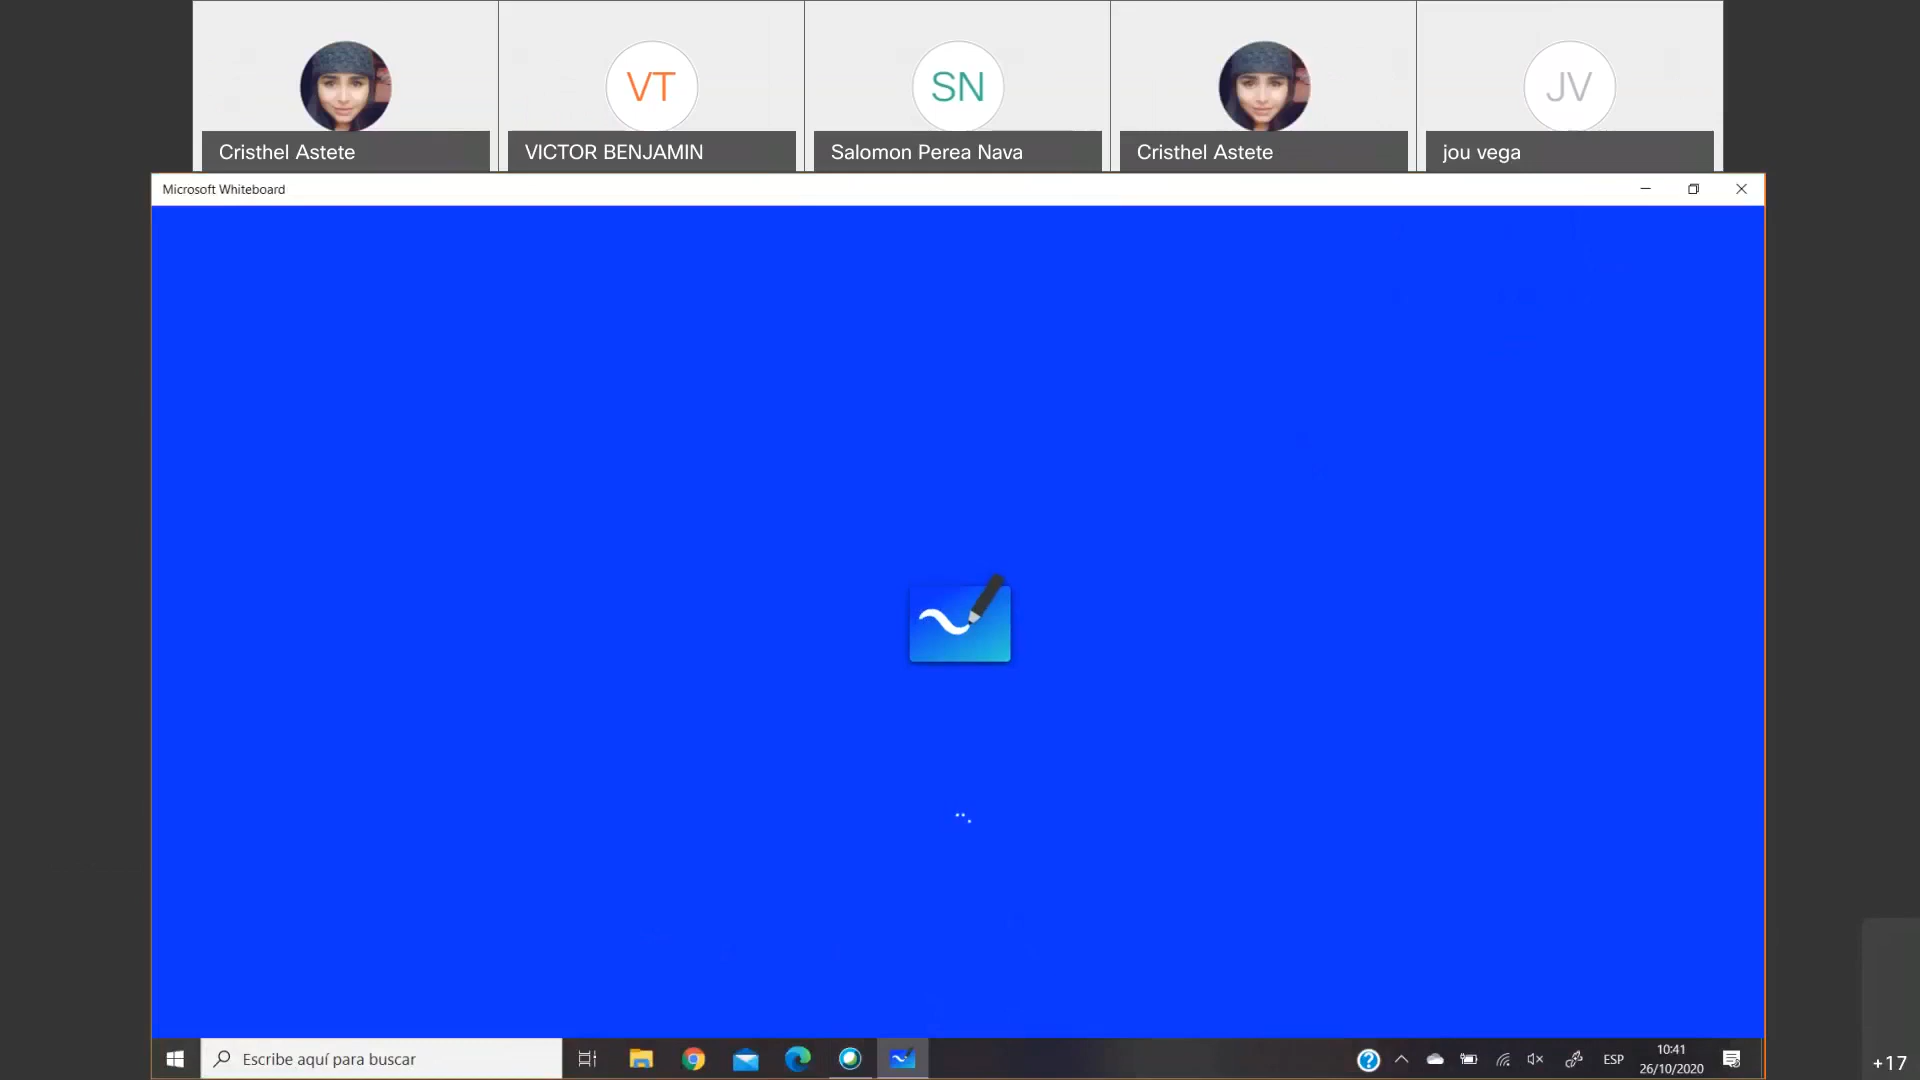 VT
SN
JV
Cristhel Astete
VICTOR BENJAMIN
Salomon Perea Nava
Cristhel Astete
jou vega
Microsoft Whiteboard
Escribe aquí para buscar
ESP
10:41
26/10/2020
+17